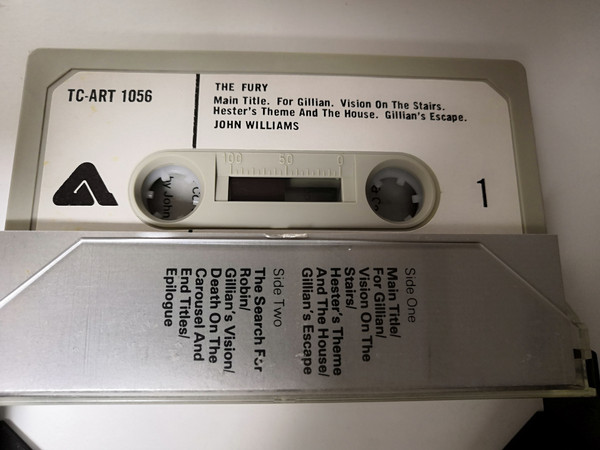 TC-ART 1056
THE FURY
Main Title. For Gillian. Vision On The Stairs.
Hester's Theme And The House. Gillian's Escape.
JOHN WILLIAMS
100 50 0
by John
1
Side One
Main Title/
For Gillian/
Vision On The
Stairs/
Hester's Theme
And The House/
Gillian's Escape
Side Two
The Search For
Robin/
Gillian's Vision/
Death On The
Carousel And
End Titles/
Epilogue